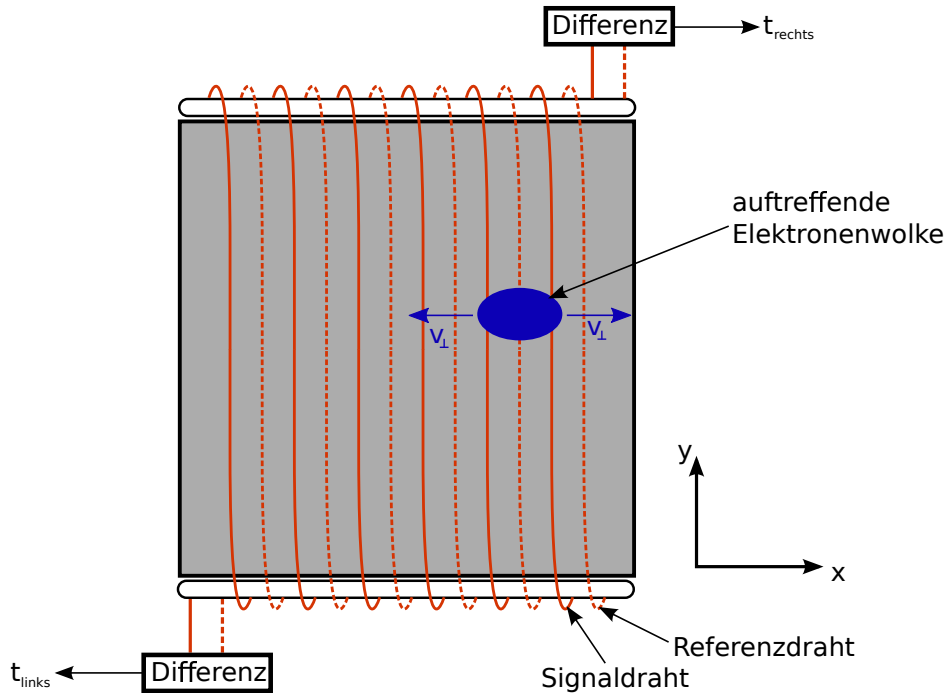 Differenz
t_rechts
auftreffende
Elektronenwolke
v⊥
v⊥
y
x
Referenzdraht
Signaldraht
Differenz
t_links